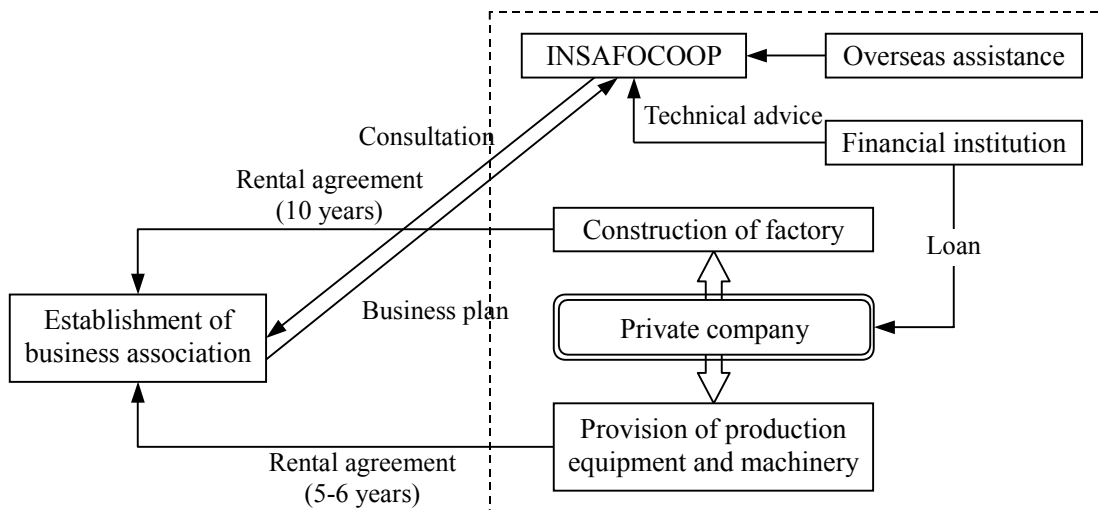 INSAFOCOOP
Overseas assistance
Technical advice
Financial institution
Consultation
Rental agreement
(10 years)
Construction of factory
Loan
Establishment of
business association
Business plan
Private company
Provision of production
equipment and machinery
Rental agreement
(5-6 years)